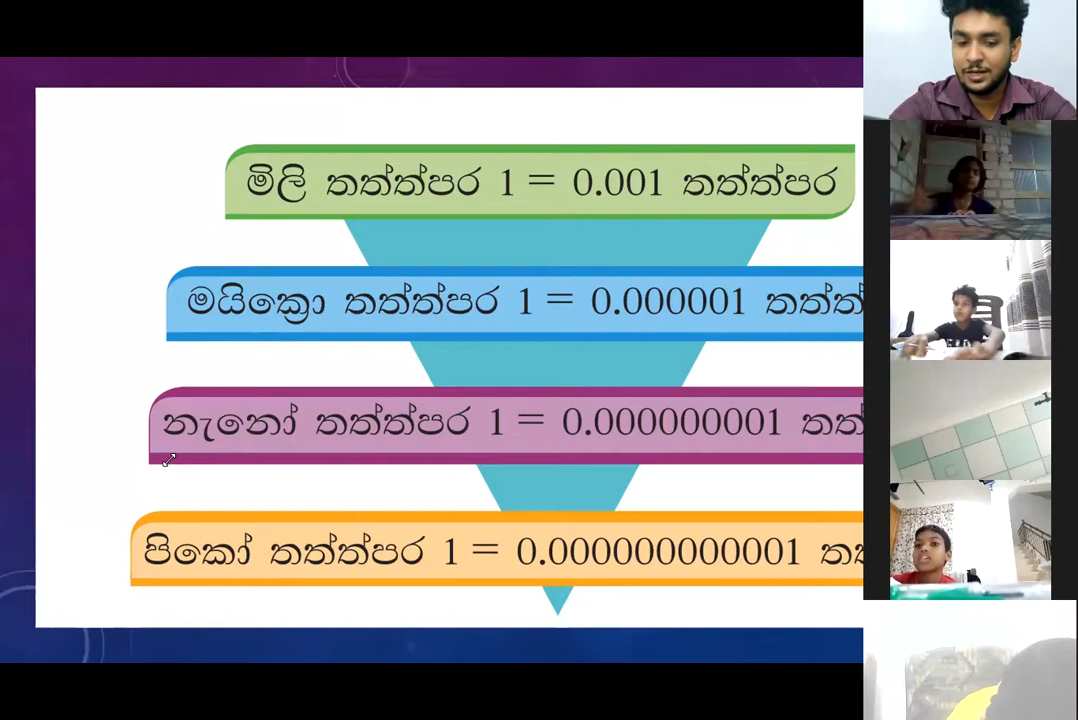 මිලි තත්ත්පර 1 = 0.001 තත්ත්පර
මයික්‍රො තත්ත්පර 1 = 0.000001
නැනෝ තත්ත්පර 1 = 0.000000001
පිකෝ තත්ත්පර 1 = 0.000000000001